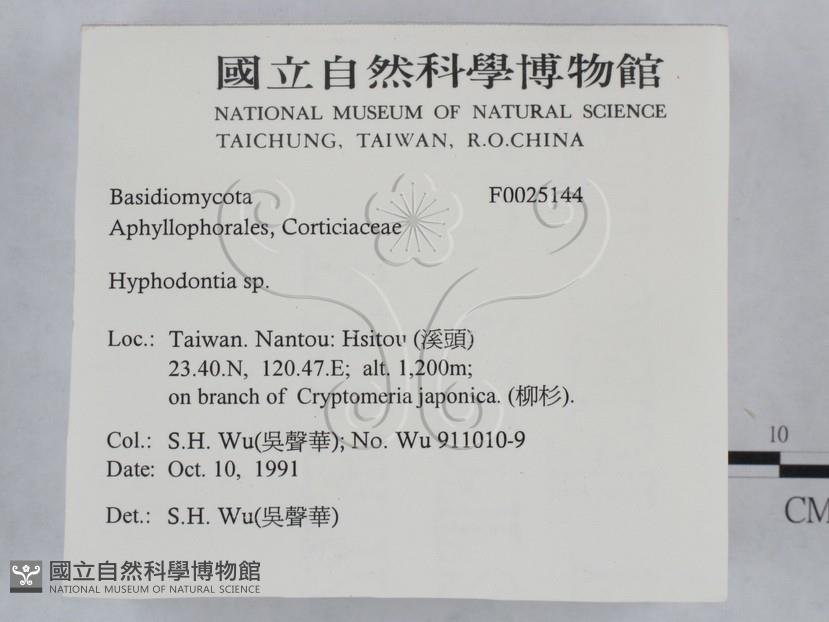 國立自然科學博物館
NATIONAL MUSEUM OF NATURAL SCIENCE
TAICHUNG, TAIWAN, R.O.CHINA
Basidiomycota F0025144
Aphyllophorales, Corticiaceae
Hyphodontia sp.
Loc.: Taiwan. Nantou: Hsitou (溪頭)
23.40.N, 120.47.E; alt. 1,200m;
on branch of Cryptomeria japonica. (柳杉).
Col.: S.H. Wu(吳聲華); No. Wu 911010-9
Date: Oct. 10, 1991
Det.: S.H. Wu(吳聲華)
10
CM
國立自然科學博物館
NATIONAL MUSEUM OF NATURAL SCIENCE